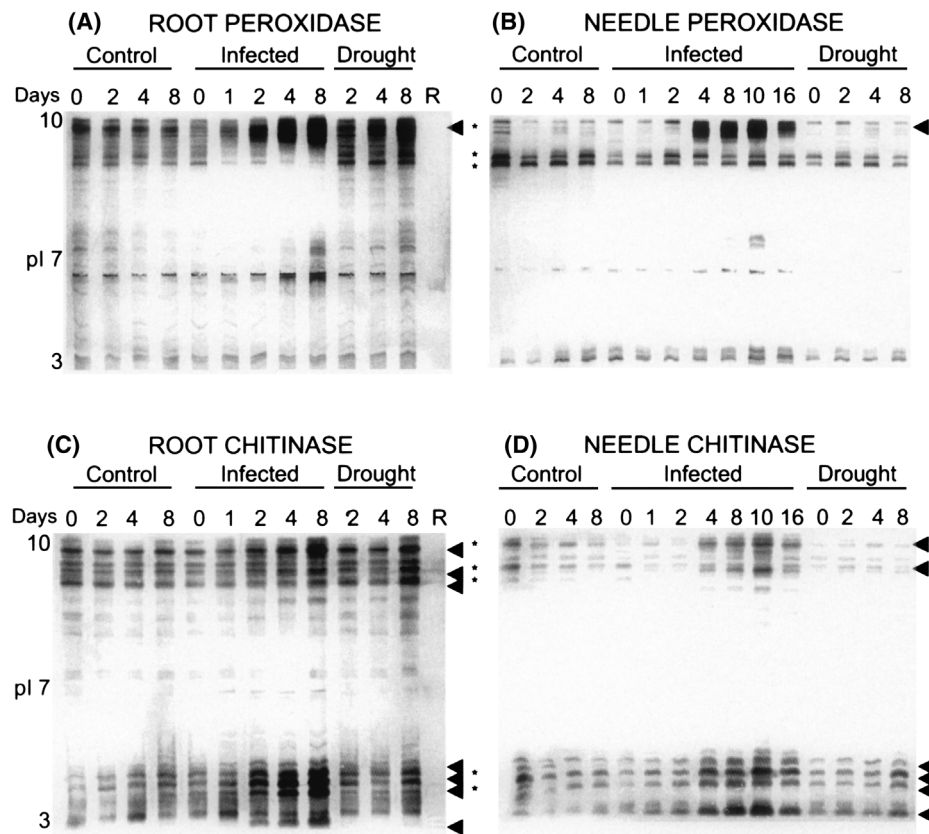 (A) ROOT PEROXIDASE
Control Infected Drought
Days 0 2 4 8 0 1 2 4 8 2 4 8 R
10
pI 7
3
(B) NEEDLE PEROXIDASE
Control Infected Drought
0 2 4 8 0 1 2 4 8 10 16 0 2 4 8
*
*
*
(C) ROOT CHITINASE
Control Infected Drought
Days 0 2 4 8 0 1 2 4 8 2 4 8 R
10
pI 7
3
(D) NEEDLE CHITINASE
Control Infected Drought
0 2 4 8 0 1 2 4 8 10 16 0 2 4 8
*
*
*
*
*